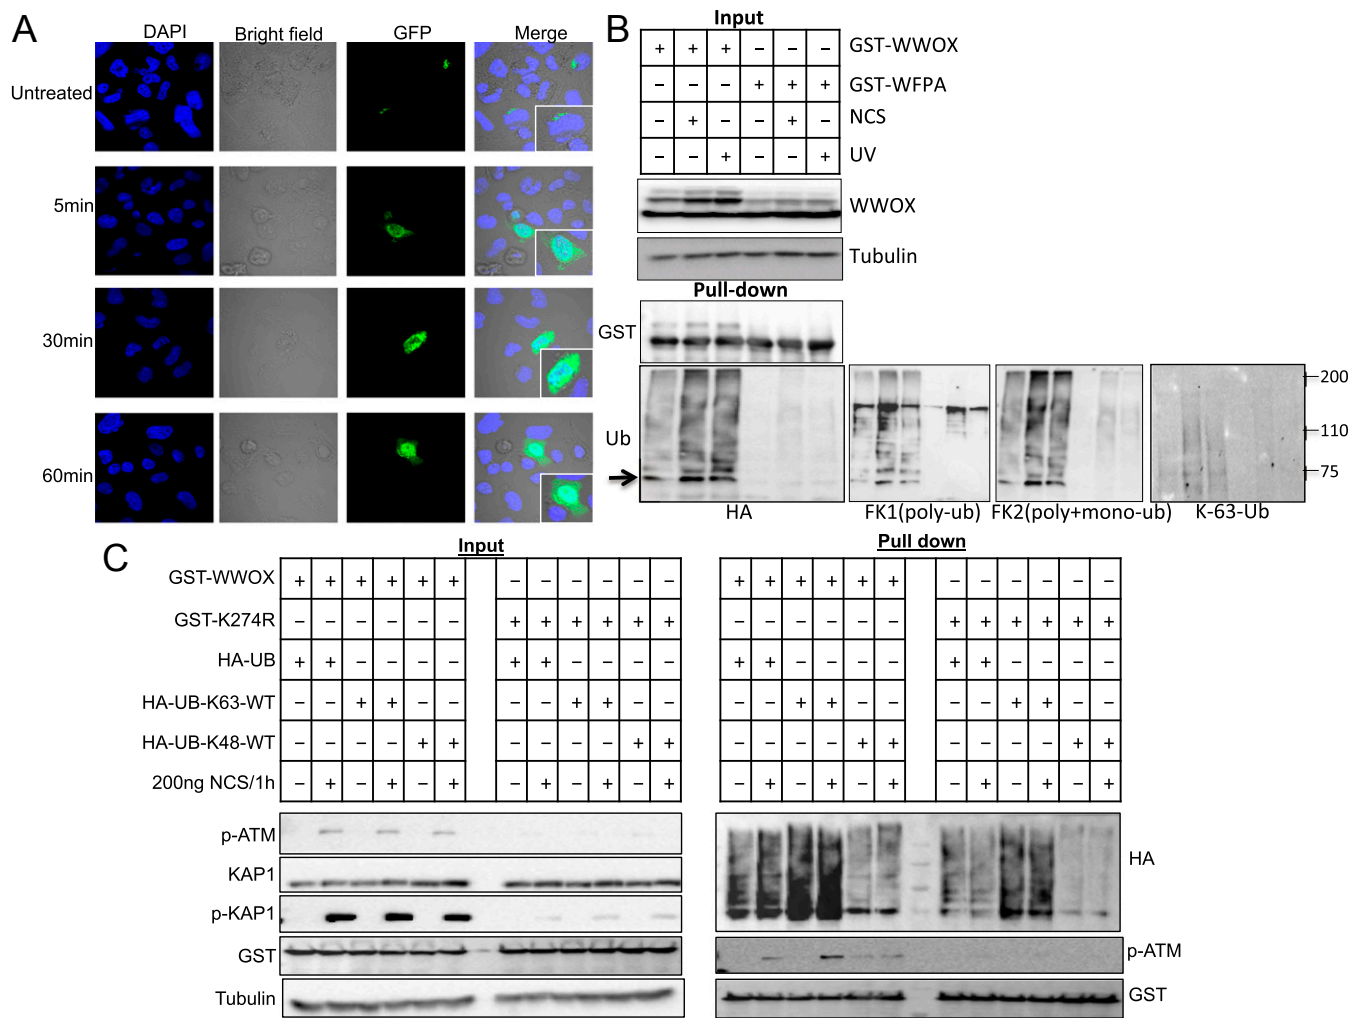 A
DAPI Bright field GFP Merge
Untreated
5min
30min
60min
B
Input
+ + + − − − GST-WWOX
− − − + + + GST-WFPA
− + − − + − NCS
− − + − − + UV
WWOX
Tubulin
Pull-down
GST
Ub
200
110
75
HA FK1(poly-ub) FK2(poly+mono-ub) K-63-Ub
C
Input Pull down
GST-WWOX + + + + + + − − − − − − + + + + + + − − − − − −
GST-K274R − − − − − − + + + + + + − − − − − − + + + + + +
HA-UB + + − − − − + + − − − − + + − − − − + + − − − −
HA-UB-K63-WT − − + + − − − − + + − − − − + + − − − − + + − −
HA-UB-K48-WT − − − − + + − − − − + + − − − − + + − − − − + +
200ng NCS/1h − + − + − + − + − + − + − + − + − + − + − + − +
p-ATM
KAP1
p-KAP1
GST
Tubulin
HA
p-ATM
GST